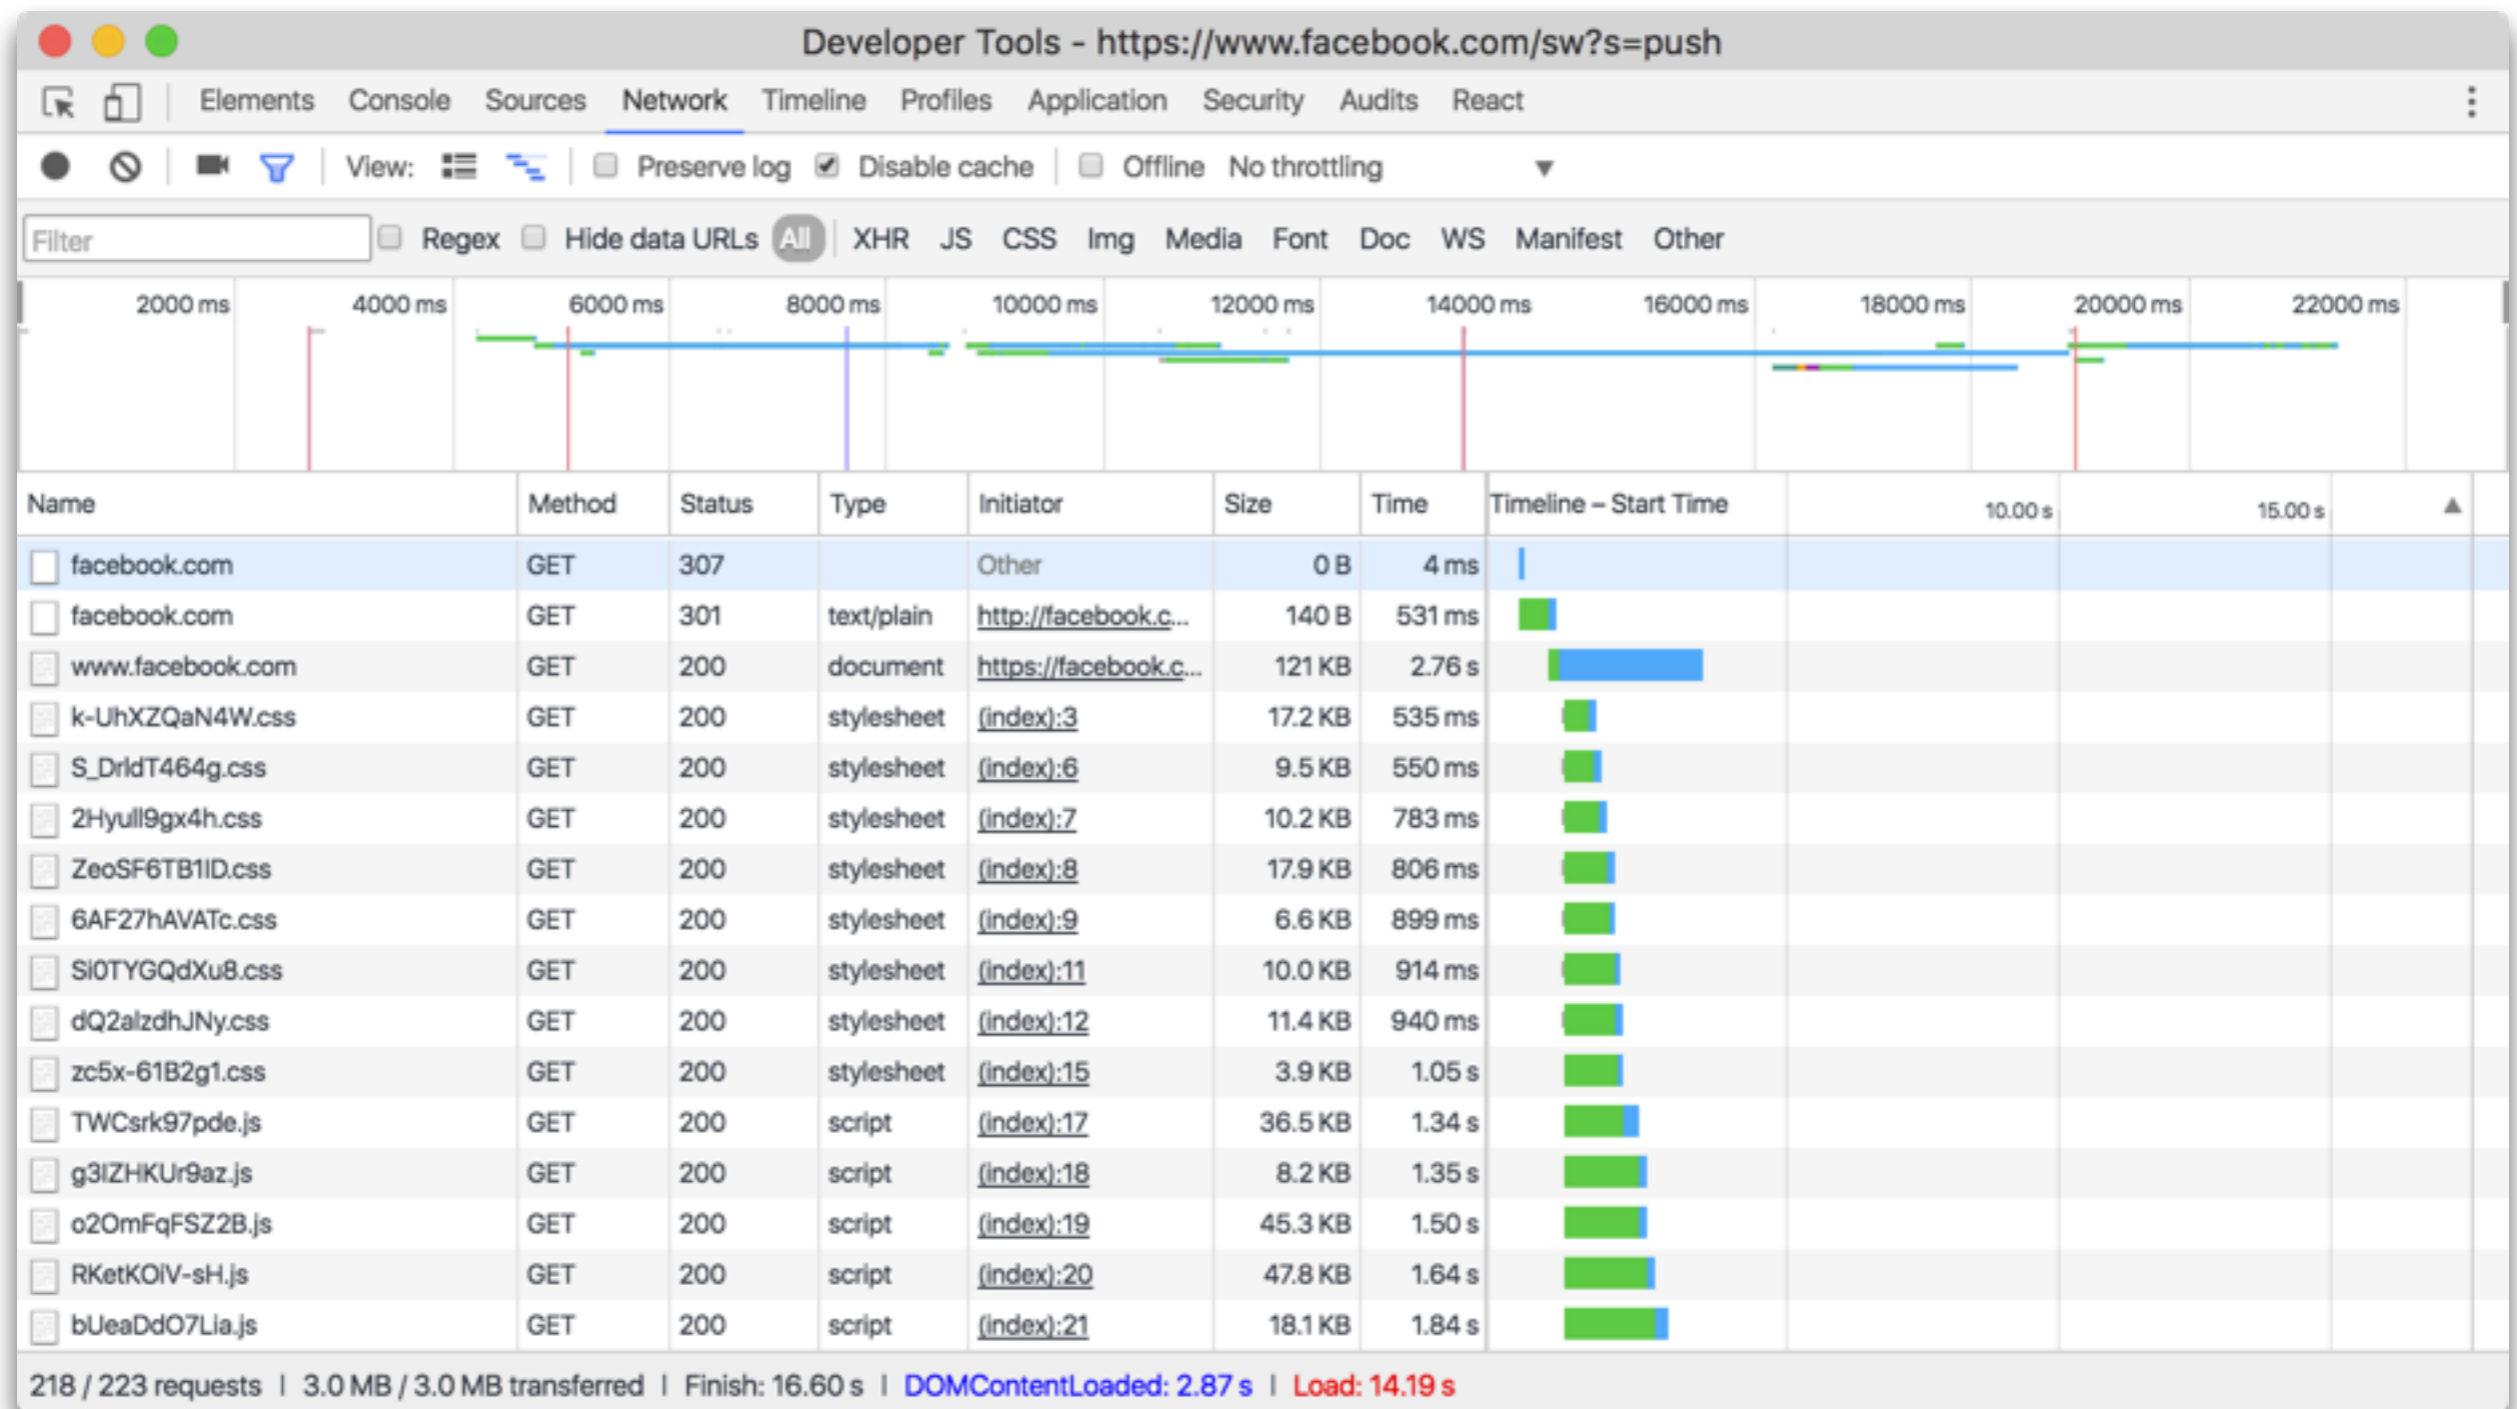 Developer Tools - https://www.facebook.com/sw?s=push
Elements Console Sources Network Timeline Profiles Application Security Audits React
View: Preserve log Disable cache Offline No throttling
Filter Regex Hide data URLs All XHR JS CSS Img Media Font Doc WS Manifest Other
2000 ms 4000 ms 6000 ms 8000 ms 10000 ms 12000 ms 14000 ms 16000 ms 18000 ms 20000 ms 22000 ms
Name Method Status Type Initiator Size Time Timeline – Start Time 10.00 s 15.00 s
facebook.com GET 307 Other 0 B 4 ms
facebook.com GET 301 text/plain http://facebook.c... 140 B 531 ms
www.facebook.com GET 200 document https://facebook.c... 121 KB 2.76 s
k-UhXZQaN4W.css GET 200 stylesheet (index):3 17.2 KB 535 ms
S_DrldT464g.css GET 200 stylesheet (index):6 9.5 KB 550 ms
2Hyull9gx4h.css GET 200 stylesheet (index):7 10.2 KB 783 ms
ZeoSF6TB1ID.css GET 200 stylesheet (index):8 17.9 KB 806 ms
6AF27hAVATc.css GET 200 stylesheet (index):9 6.6 KB 899 ms
Si0TYGQdXu8.css GET 200 stylesheet (index):11 10.0 KB 914 ms
dQ2alzdhJNy.css GET 200 stylesheet (index):12 11.4 KB 940 ms
zc5x-61B2g1.css GET 200 stylesheet (index):15 3.9 KB 1.05 s
TWCsrk97pde.js GET 200 script (index):17 36.5 KB 1.34 s
g3IZHKUr9az.js GET 200 script (index):18 8.2 KB 1.35 s
o2OmFqFSZ2B.js GET 200 script (index):19 45.3 KB 1.50 s
RKetKOiV-sH.js GET 200 script (index):20 47.8 KB 1.64 s
bUeaDdO7Lia.js GET 200 script (index):21 18.1 KB 1.84 s
218 / 223 requests | 3.0 MB / 3.0 MB transferred | Finish: 16.60 s | DOMContentLoaded: 2.87 s | Load: 14.19 s